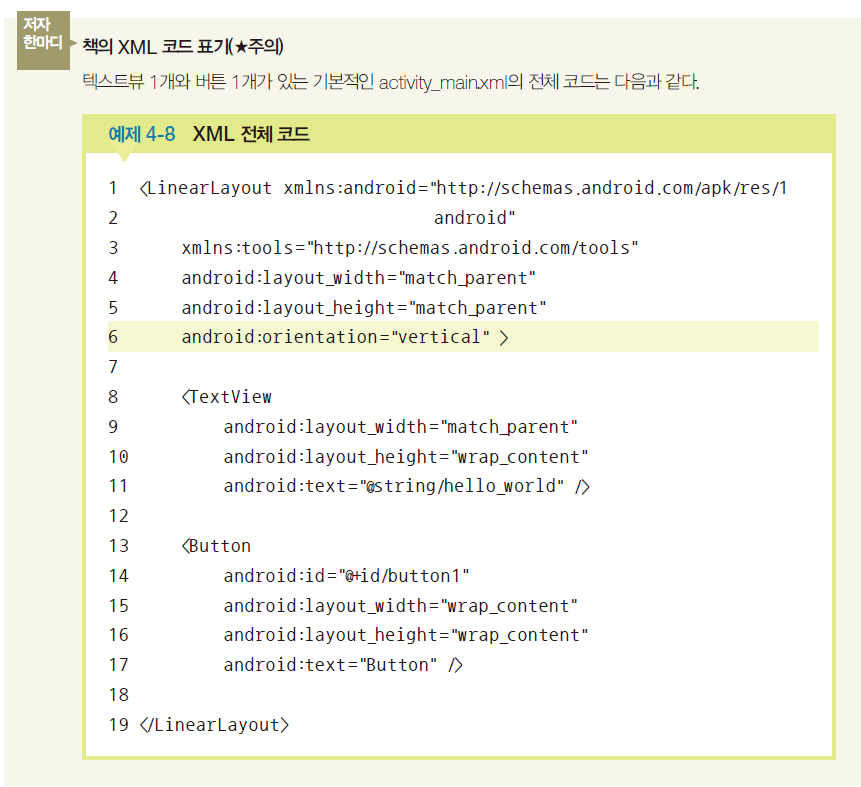 저자
한마디
책의 XML 코드 표기(★주의)
텍스트뷰 1개와 버튼 1개가 있는 기본적인 activity_main.xml의 전체 코드는 다음과 같다.
예제 4-8 XML 전체 코드
1 <LinearLayout xmlns:android="http://schemas.android.com/apk/res/1
2 android"
3 xmlns:tools="http://schemas.android.com/tools"
4 android:layout_width="match_parent"
5 android:layout_height="match_parent"
6 android:orientation="vertical" >
7
8 <TextView
9 android:layout_width="match_parent"
10 android:layout_height="wrap_content"
11 android:text="@string/hello_world" />
12
13 <Button
14 android:id="@+id/button1"
15 android:layout_width="wrap_content"
16 android:layout_height="wrap_content"
17 android:text="Button" />
18
19 </LinearLayout>